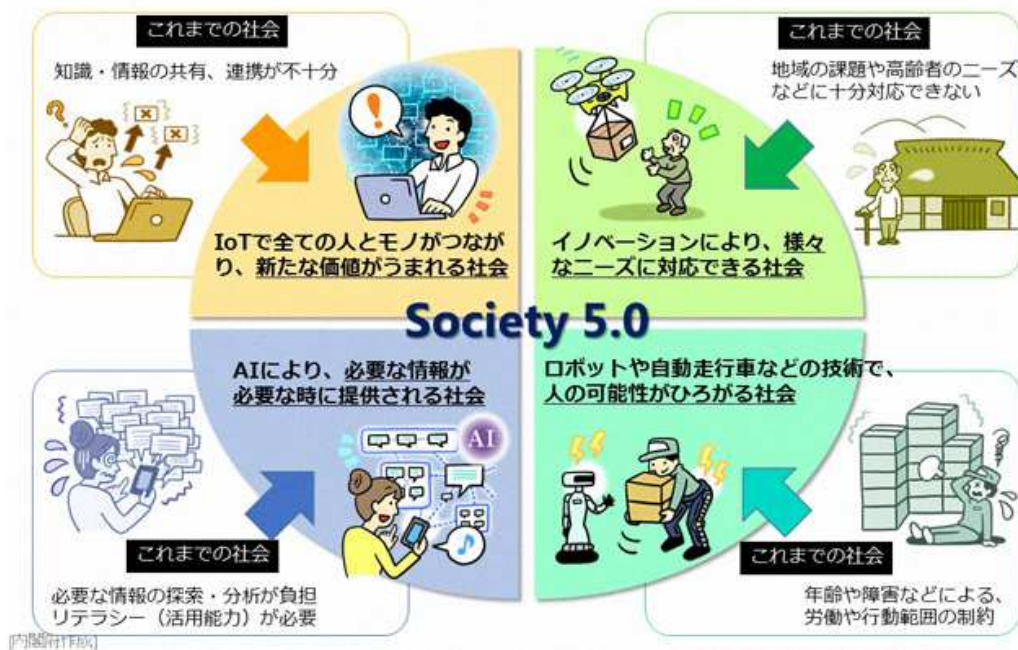 これまでの社会
知識・情報の共有、連携が不十分
IoTで全ての人とモノがつなが
り、新たな価値がうまれる社会
これまでの社会
地域の課題や高齢者のニーズ
などに十分対応できない
イノベーションにより、様々
なニーズに対応できる社会
Society 5.0
AIにより、必要な情報が
必要な時に提供される社会
AI
これまでの社会
必要な情報の探索・分析が負担
リテラシー（活用能力）が必要
ロボットや自動走行車などの技術で、
人の可能性がひろがる社会
これまでの社会
年齢や障害などによる、
労働や行動範囲の制約
[内閣府作成]